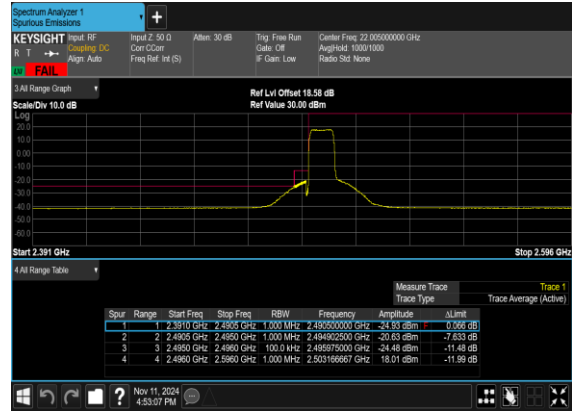 Spectrum Analyzer 1
Spurious Emissions
KEYSIGHT Input: RF Input Z: 50 Ω Atten: 30 dB Trig: Free Run Center Freq: 22.005000000 GHz
R T Coupling: DC Corr CCorr Gate: Off Avg|Hold: 1000/1000
Align: Auto Freq Ref: Int (S) IF Gain: Low Radio Std: None
FAIL
3 All Range Graph
Ref Lvl Offset 18.58 dB
Scale/Div 10.0 dB Ref Value 30.00 dBm
Log
20.0
10.0
0.00
-10.0
-20.0
-30.0
-40.0
-50.0
-60.0
Start 2.391 GHz Stop 2.596 GHz
4 All Range Table
Measure Trace Trace 1
Trace Type Trace Average (Active)
Spur Range Start Freq Stop Freq RBW Frequency Amplitude ΔLimit
1 1 2.3910 GHz 2.4905 GHz 1.000 MHz 2.490500000 GHz -24.93 dBm F 0.066 dB
2 2 2.4905 GHz 2.4950 GHz 1.000 MHz 2.494902500 GHz -20.63 dBm -7.633 dB
3 3 2.4950 GHz 2.4960 GHz 100.0 kHz 2.495975000 GHz -24.48 dBm -11.48 dB
4 4 2.4960 GHz 2.5960 GHz 1.000 MHz 2.503166667 GHz 18.01 dBm -11.99 dB
? Nov 11, 2024
4:53:07 PM